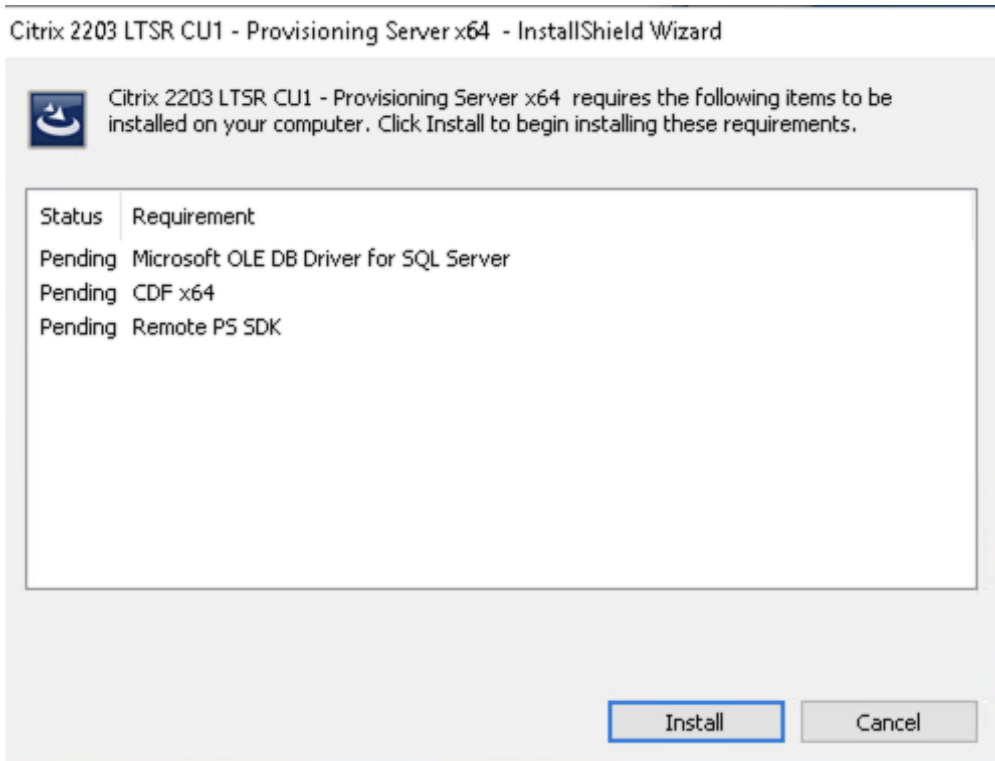 Citrix 2203 LTSR CU1 - Provisioning Server x64 - InstallShield Wizard
Citrix 2203 LTSR CU1 - Provisioning Server x64 requires the following items to be
installed on your computer. Click Install to begin installing these requirements.
Status Requirement
Pending Microsoft OLE DB Driver for SQL Server
Pending CDF x64
Pending Remote PS SDK
Install Cancel